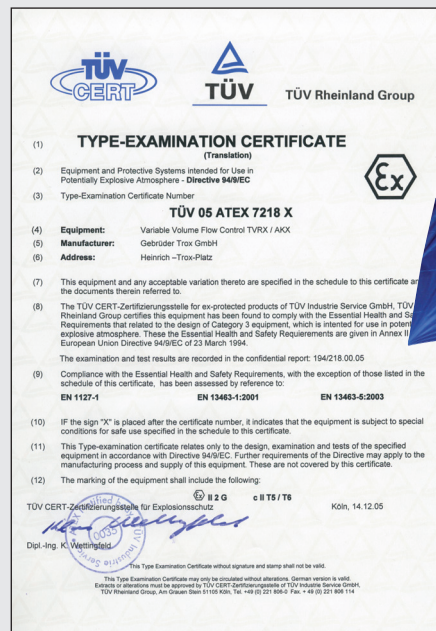 TÜV
CERT
TÜV
TÜV Rheinland Group
(1) TYPE-EXAMINATION CERTIFICATE
(Translation)
(2) Equipment and Protective Systems intended for Use in
Potentially Explosive Atmosphere - Directive 94/9/EC
(3) Type-Examination Certificate Number
TÜV 05 ATEX 7218 X
(4) Equipment: Variable Volume Flow Control TVRX / AKX
(5) Manufacturer: Gebrüder Trox GmbH
(6) Address: Heinrich –Trox-Platz
(7) This equipment and any acceptable variation thereto are specified in the schedule to this certificate an
the documents therein referred to.
(8) The TÜV CERT-Zertifizierungsstelle for ex-protected products of TÜV Industrie Service GmbH, TÜV
Rheinland Group certifies this equipment has been found to comply with the Essential Health and Sa
Requirements that related to the design of Category 3 equipment, which is intended for use in potent
explosive atmosphere. These the Essential Health and Safety Requierements are given in Annex II
European Union Directive 94/9/EC of 23 March 1994.
The examination and test results are recorded in the confidential report: 194/218.00.05
(9) Compliance with the Essential Health and Safety Requirements, with the exception of those listed in the
schedule of this certificate, has been assessed by reference to:
EN 1127-1 EN 13463-1:2001 EN 13463-5:2003
(10) IF the sign "X" is placed after the certificate number, it indicates that the equipment is subject to special
conditions for safe use specified in the schedule to this certificate.
(11) This Type-examination certificate relates only to the design, examination and tests of the specified
equipment in accordance with Directive 94/9/EC. Further requirements of the Directive may apply to the
manufacturing process and supply of this equipment. These are not covered by this certificate.
(12) The marking of the equipment shall include the following:
Ex II 2 G c II T5 / T6
TÜV CERT-Zertifizierungsstelle für Explosionsschutz Köln, 14.12.05
0035
Dipl.-Ing. K. Wettingfeld
This Type Examination Certificate without signature and stamp shall not be valid.
This Type Examination Certificate may only be circulated without alterations. German version is valid.
Extracts or alterations must be approved by TÜV CERT-Zertifizierungsstelle of TÜV Industrie Service GmbH,
TÜV Rheinland Group, Am Grauen Stein 51105 Köln, Tel. +49 (0) 221 806-0 Fax. + 49 (0) 221 806 114